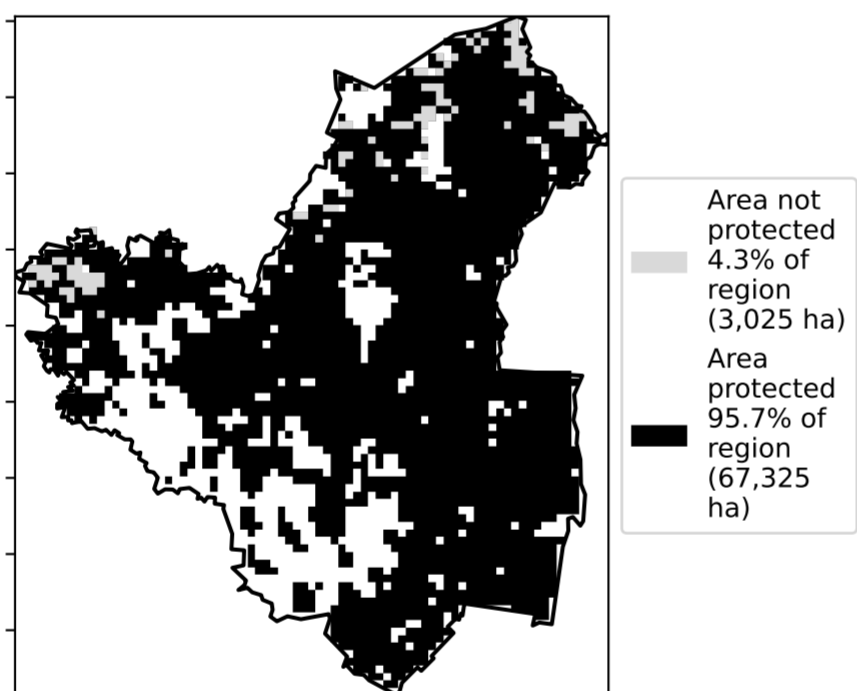 Area not
protected
4.3% of
region
(3,025 ha)
Area
protected
95.7% of
region
(67,325
ha)